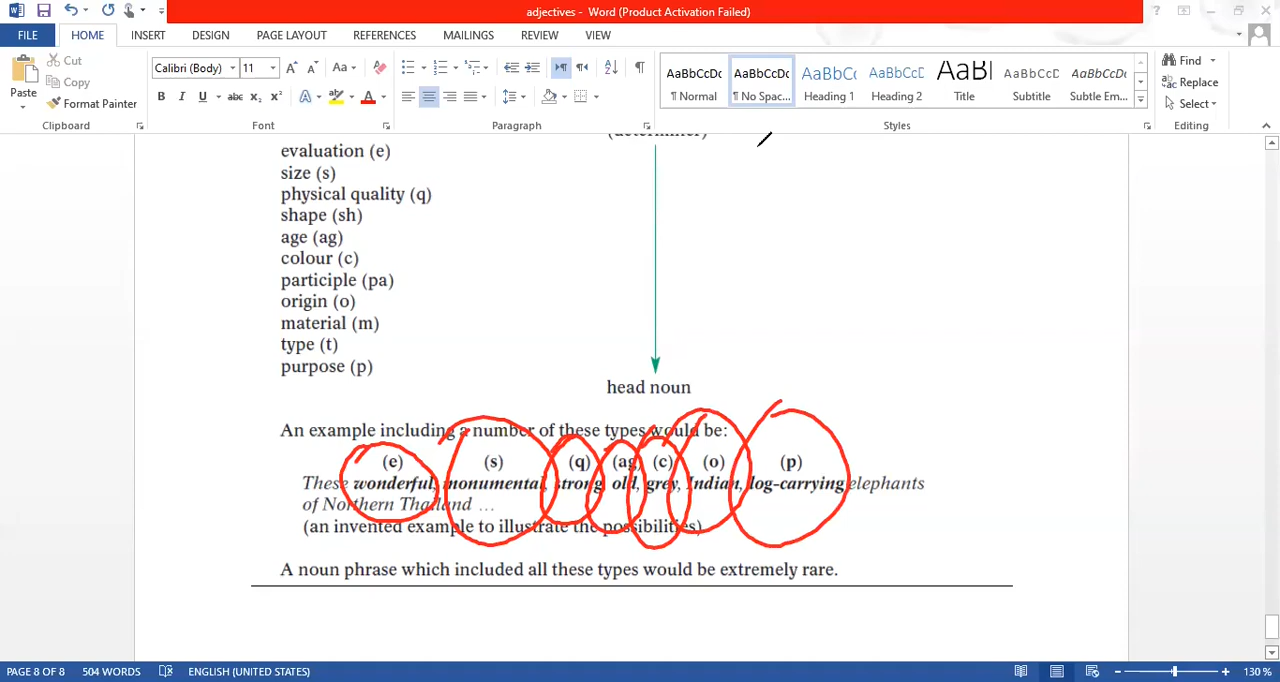 adjectives - Word (Product Activation Failed)
FILE HOME INSERT DESIGN PAGE LAYOUT REFERENCES MAILINGS REVIEW VIEW
Paste
Cut
Copy
Format Painter
Clipboard
Calibri (Body) 11
Font
Paragraph
AaBbCcDc AaBbCcDc AaBbCc AaBbCcD AaBl AaBbCcD AaBbCcDc
¶ Normal ¶ No Spac... Heading 1 Heading 2 Title Subtitle Subtle Em...
Styles
Find
Replace
Select
Editing
(determiner)
evaluation (e)
size (s)
physical quality (q)
shape (sh)
age (ag)
colour (c)
participle (pa)
origin (o)
material (m)
type (t)
purpose (p)
head noun
An example including a number of these types would be:
(e) (s) (q) (ag) (c) (o) (p)
These wonderful, monumental, strong, old, grey, Indian, log-carrying elephants
of Northern Thailand …
(an invented example to illustrate the possibilities)
A noun phrase which included all these types would be extremely rare.
PAGE 8 OF 8 504 WORDS ENGLISH (UNITED STATES) 130 %